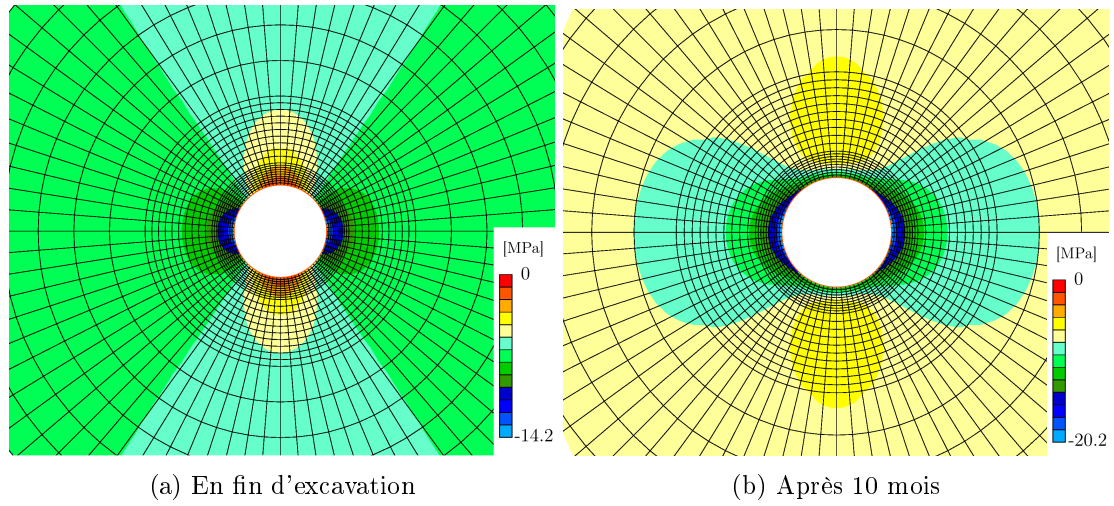 [MPa]
0
-14.2
[MPa]
0
-20.2
(a) En fin d'excavation
(b) Après 10 mois